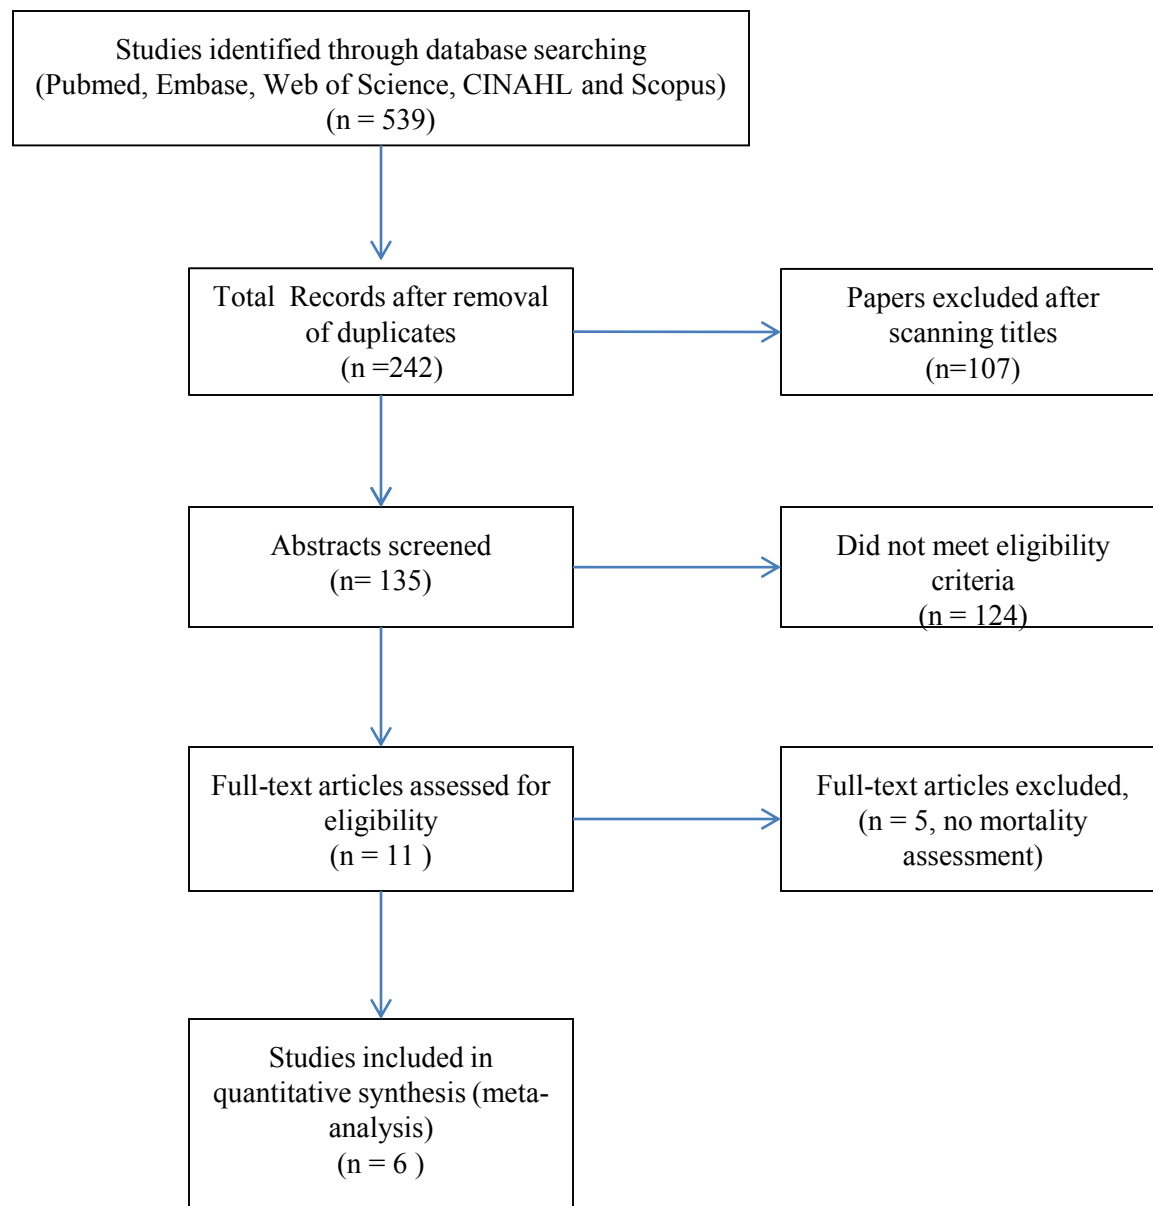 Studies identified through database searching
(Pubmed, Embase, Web of Science, CINAHL and Scopus)
(n = 539)
Total  Records after removal
of duplicates
(n =242)
Papers excluded after
scanning titles
(n=107)
Abstracts screened
(n= 135)
Did not meet eligibility
criteria
(n = 124)
Full-text articles assessed for
eligibility
(n = 11 )
Full-text articles excluded,
(n = 5, no mortality
assessment)
Studies included in
quantitative synthesis (meta-
analysis)
(n = 6 )